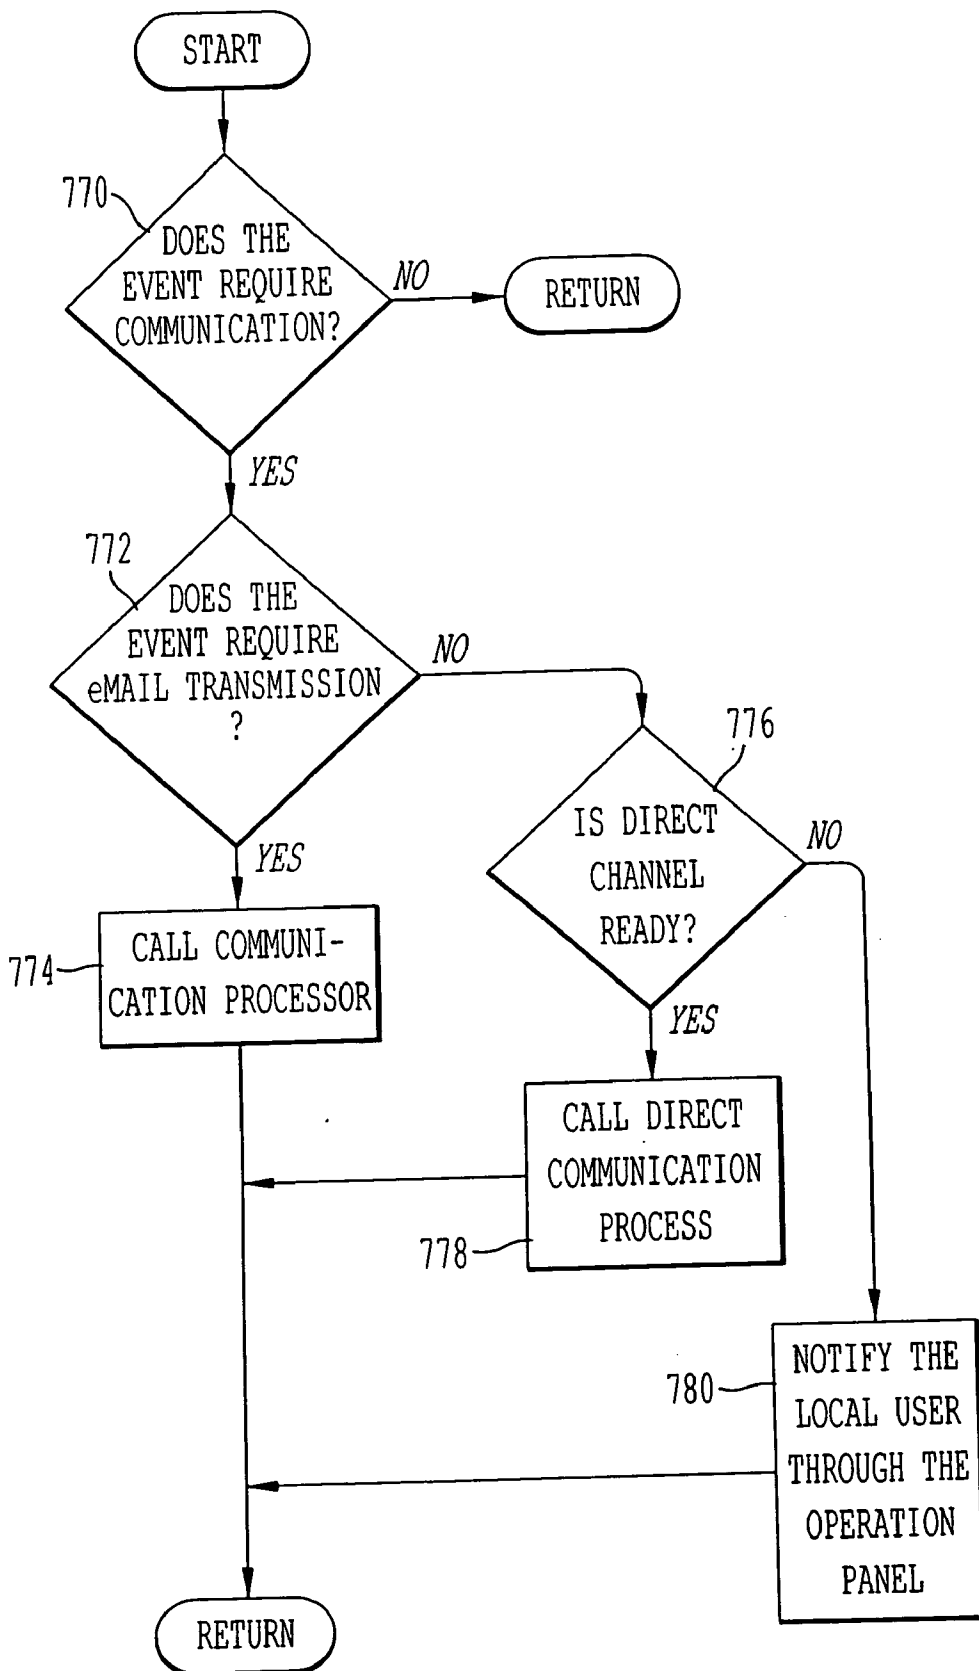 START
770
DOES THE
EVENT REQUIRE
COMMUNICATION?
NO
RETURN
YES
772
DOES THE
EVENT REQUIRE
eMAIL TRANSMISSION
?
NO
776
IS DIRECT
CHANNEL
READY?
NO
YES
774
CALL COMMUNI-
CATION PROCESSOR
YES
CALL DIRECT
COMMUNICATION
PROCESS
778
780
NOTIFY THE
LOCAL USER
THROUGH THE
OPERATION
PANEL
RETURN